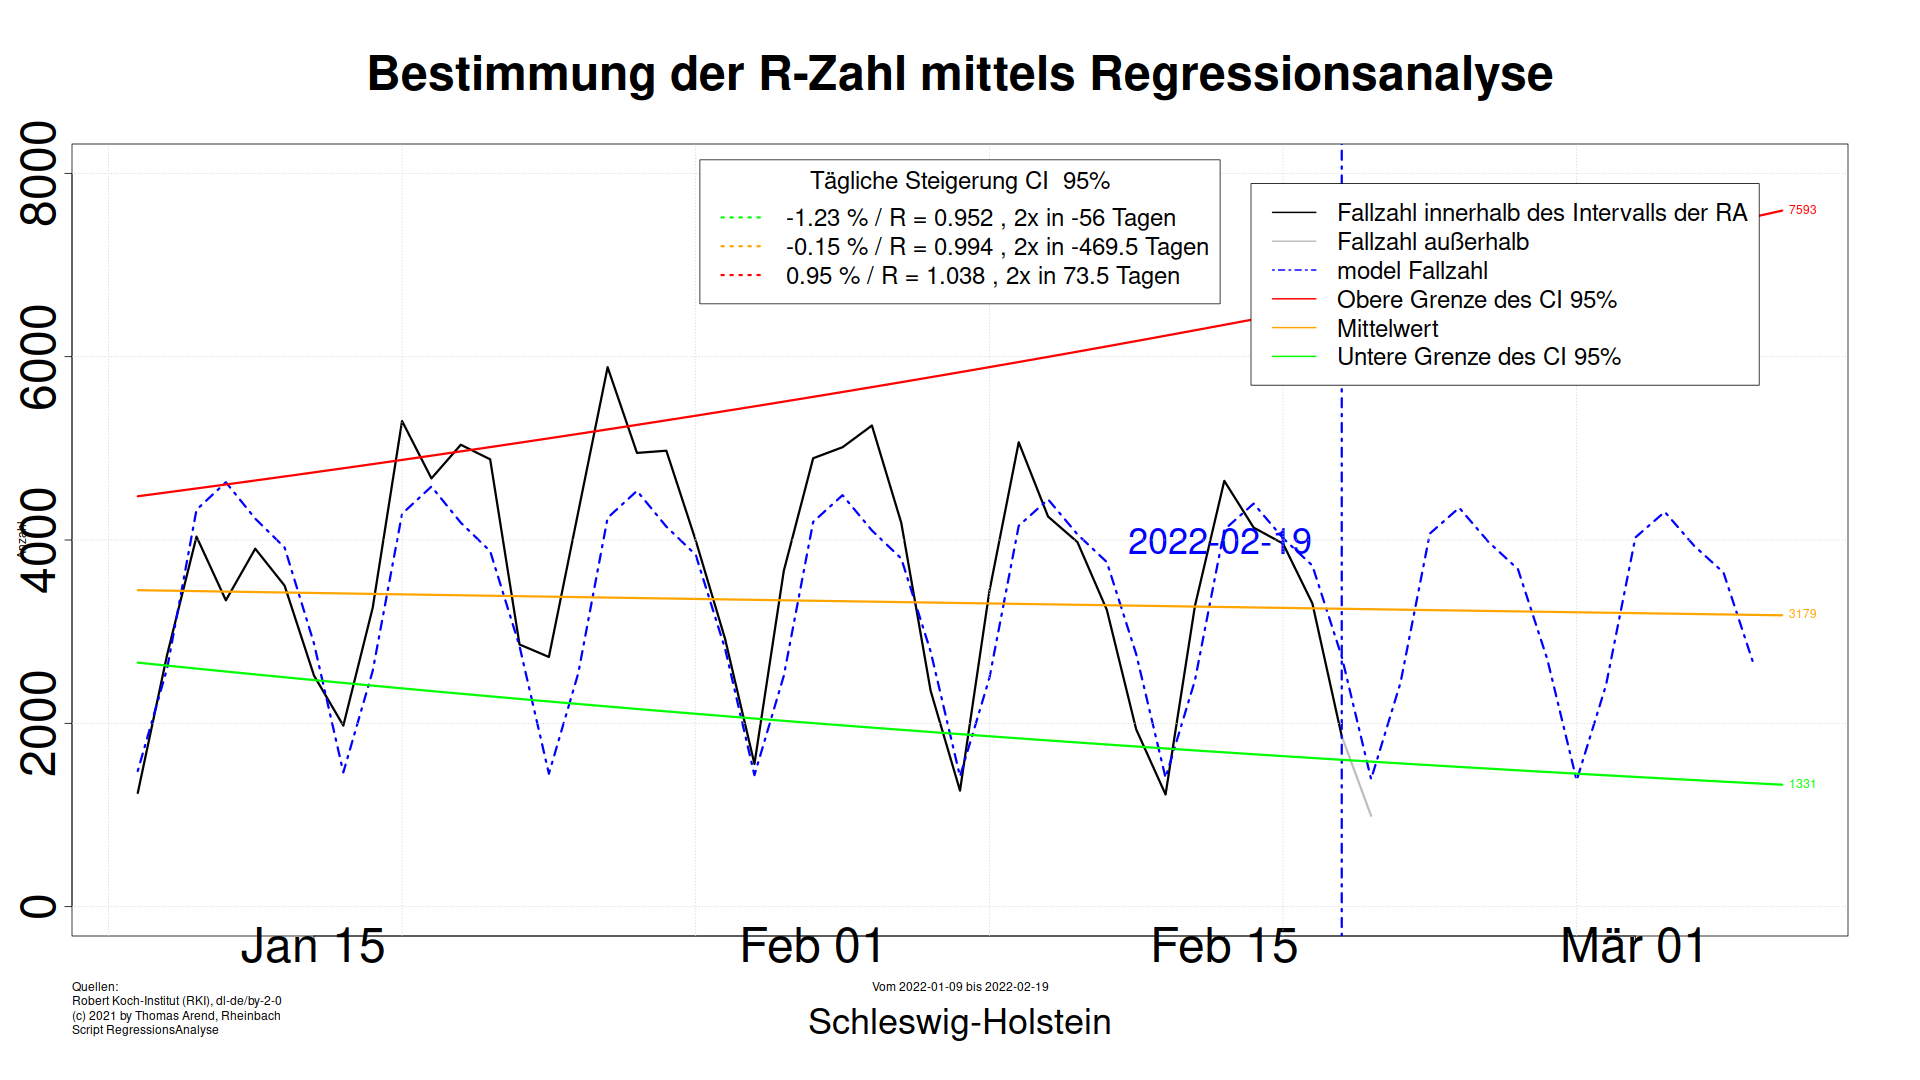 Bestimmung der R-Zahl mittels Regressionsanalyse
8000
6000
4000
2000
0
Anzahl
Tägliche Steigerung CI  95%
-1.23 % / R = 0.952 , 2x in -56 Tagen
-0.15 % / R = 0.994 , 2x in -469.5 Tagen
0.95 % / R = 1.038 , 2x in 73.5 Tagen
Fallzahl innerhalb des Intervalls der RA
Fallzahl außerhalb
model Fallzahl
Obere Grenze des CI 95%
Mittelwert
Untere Grenze des CI 95%
7593
2022-02-19
3179
1331
Jan 15
Feb 01
Feb 15
Mär 01
Quellen:
Robert Koch-Institut (RKI), dl-de/by-2-0
(c) 2021 by Thomas Arend, Rheinbach
Script RegressionsAnalyse
Vom 2022-01-09 bis 2022-02-19
Schleswig-Holstein